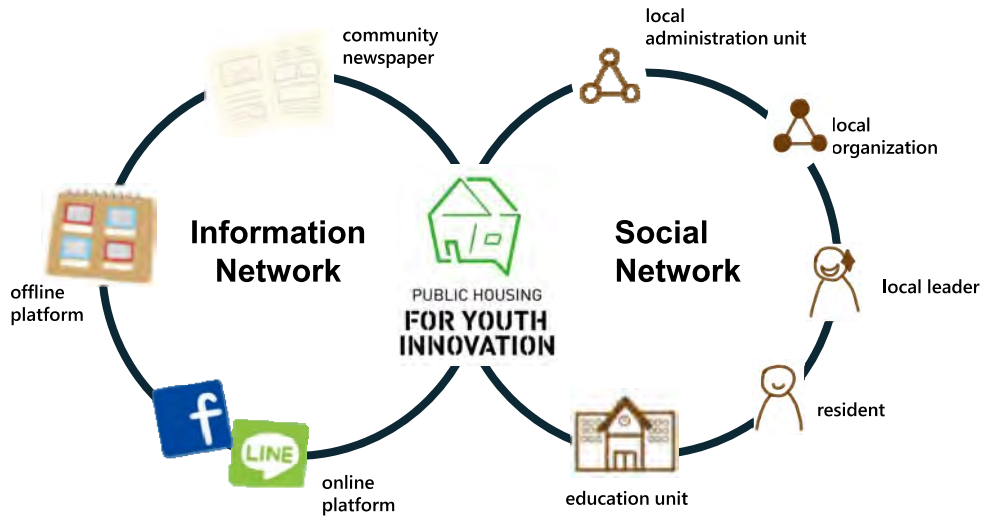 community
newspaper
Information
Network
offline
platform
f
LINE
online
platform
PUBLIC HOUSING
FOR YOUTH
INNOVATION
local
administration unit
local
organization
Social
Network
local leader
resident
education unit